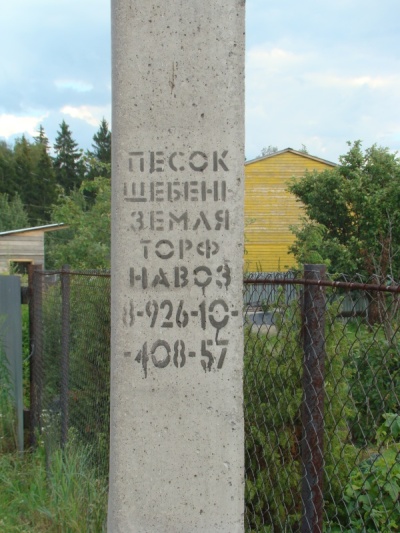 ПЕСОК
ЩЕБЕНЬ
ЗЕМЛЯ
ТОРФ
НАВОЗ
8-926-10-
-408-57